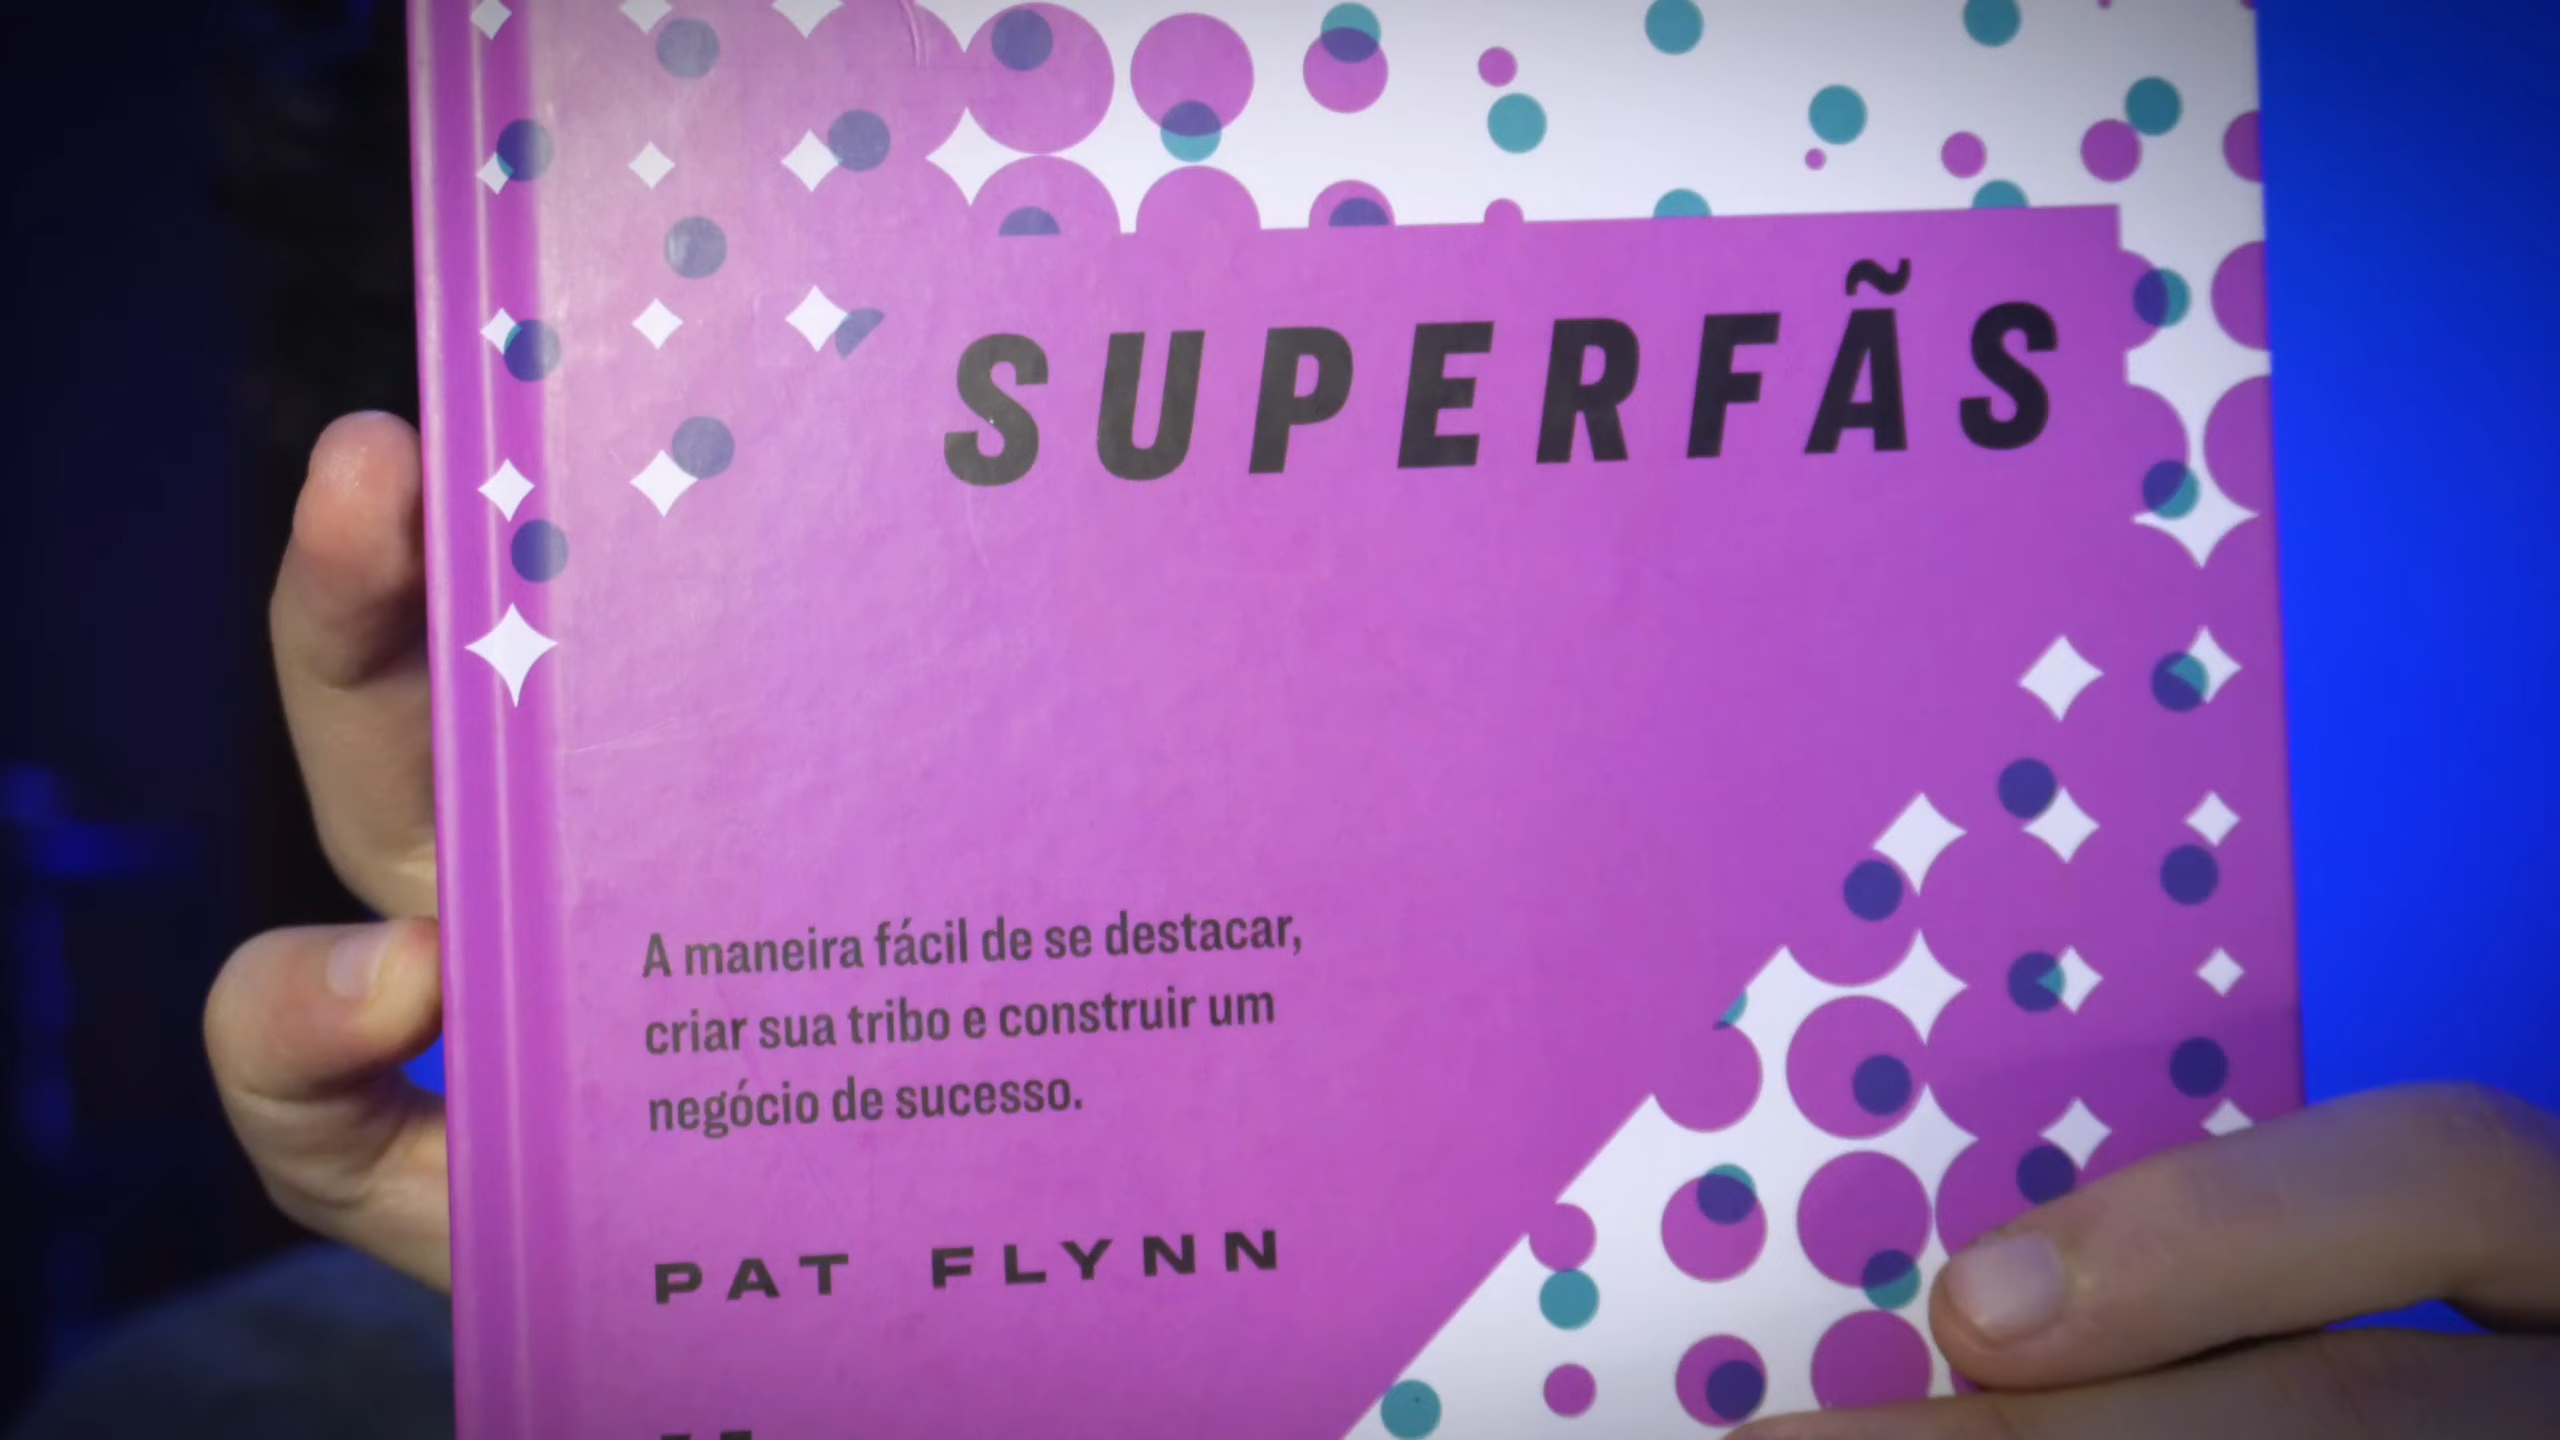 SUPERFÃS
A maneira fácil de se destacar,
criar sua tribo e construir um
negócio de sucesso.
PAT FLYNN